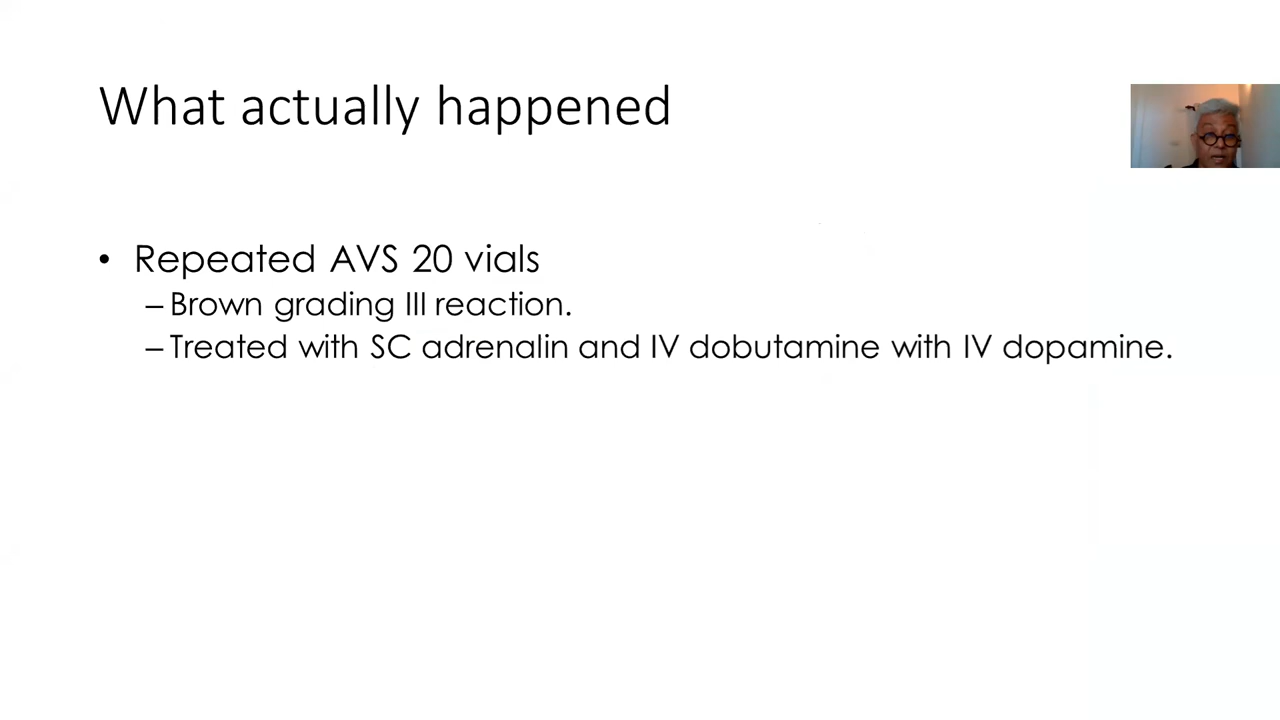 What actually happened
• Repeated AVS 20 vials
– Brown grading III reaction.
– Treated with SC adrenalin and IV dobutamine with IV dopamine.